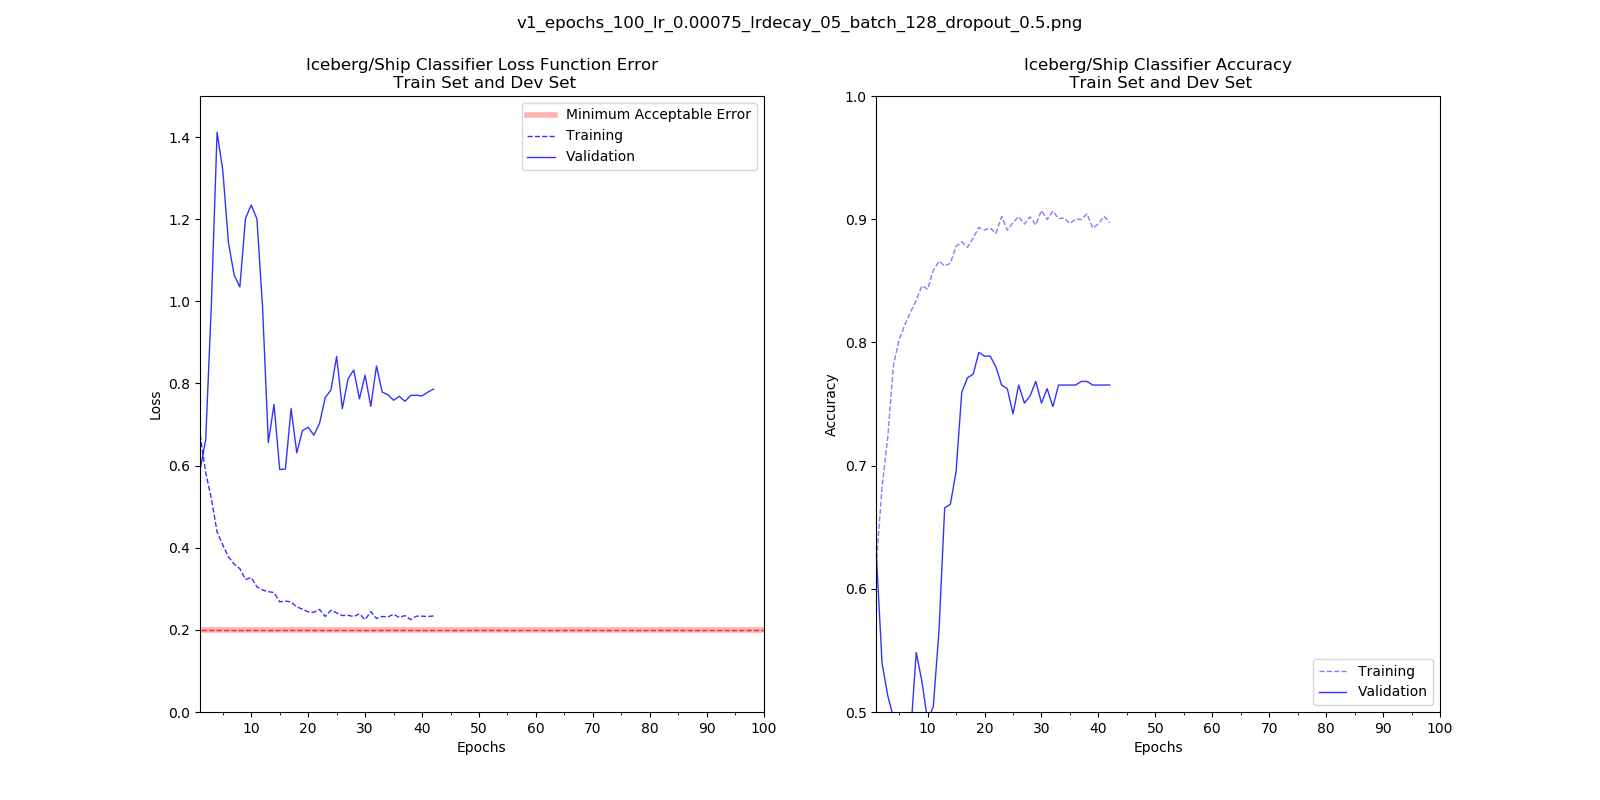 v1_epochs_100_lr_0.00075_lrdecay_05_batch_128_dropout_0.5.png
Iceberg/Ship Classifier Loss Function Error
Train Set and Dev Set
Minimum Acceptable Error
Training
Validation
1.4
1.2
1.0
0.8
0.6
0.4
0.2
0.0
Loss
10 20 30 40 50 60 70 80 90 100
Epochs
Iceberg/Ship Classifier Accuracy
Train Set and Dev Set
1.0
0.9
0.8
0.7
0.6
0.5
Accuracy
Training
Validation
10 20 30 40 50 60 70 80 90 100
Epochs